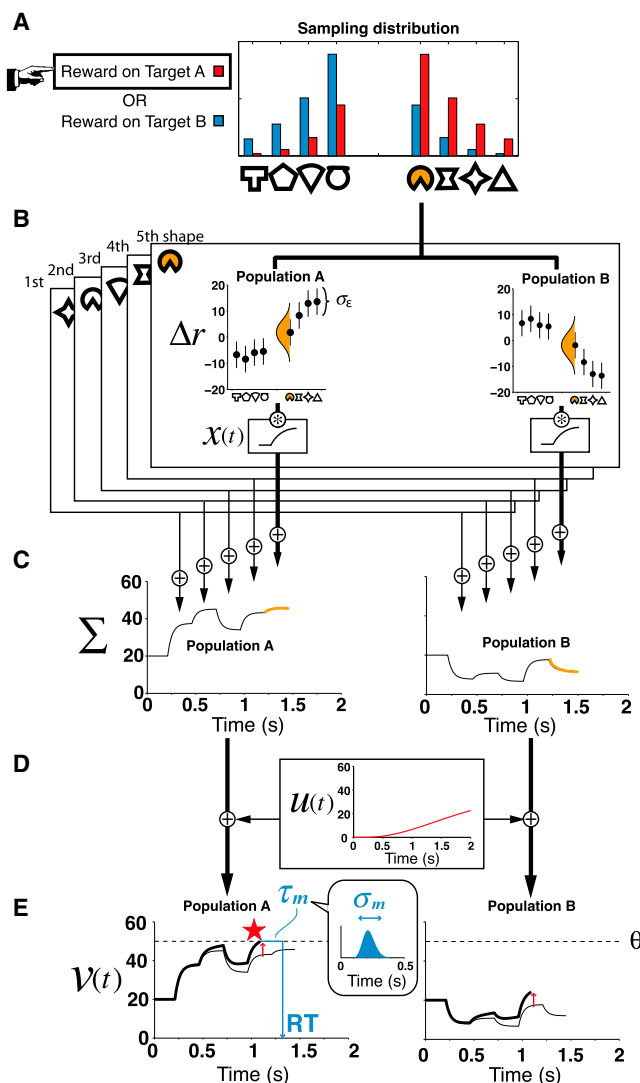 A
Sampling distribution
Reward on Target A
OR
Reward on Target B
B
1st
2nd
3rd
4th
5th shape
Population A
Population B
σε
Δr
20
10
0
−10
−20
20
10
0
−10
−20
*
*
x(t)
+ + + + +
+ + + + +
C
Σ
60
40
20
0
Population A
Population B
0 0.5 1 1.5 2
0 0.5 1 1.5 2
Time (s)
Time (s)
D
u(t)
60
40
20
0
0 0.5 1 1.5 2
Time (s)
+
+
E
Population A
τm
σm
Population B
v(t)
60
40
20
0
0 0.5
Time (s)
θ
RT
0 0.5 1 1.5 2
0 0.5 1 1.5 2
Time (s)
Time (s)